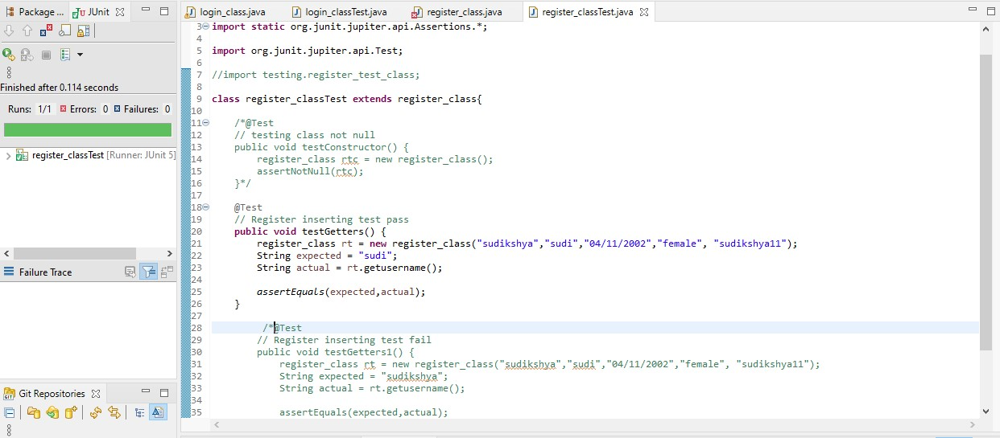 Package ...
JUnit
login_class.java
login_classTest.java
register_class.java
register_classTest.java
Finished after 0.114 seconds
Runs: 1/1 Errors: 0 Failures: 0
register_classTest [Runner: JUnit 5]
Failure Trace
Git Repositories
3 import static org.junit.jupiter.api.Assertions.*;
4
5 import org.junit.jupiter.api.Test;
6
7 //import testing.register_test_class;
8
9 class register_classTest extends register_class{
10
11 /*@Test
12 // testing class not null
13 public void testConstructor() {
14 register_class rtc = new register_class();
15 assertNotNull(rtc);
16 }*/
17
18 @Test
19 // Register inserting test pass
20 public void testGetters() {
21 register_class rt = new register_class("sudikshya","sudi","04/11/2002","female", "sudikshya11");
22 String expected = "sudi";
23 String actual = rt.getusername();
24
25 assertEquals(expected,actual);
26 }
27
28 /*@Test
29 // Register inserting test fail
30 public void testGetters1() {
31 register_class rt = new register_class("sudikshya","sudi","04/11/2002","female", "sudikshya11");
32 String expected = "sudikshya";
33 String actual = rt.getusername();
34
35 assertEquals(expected,actual);